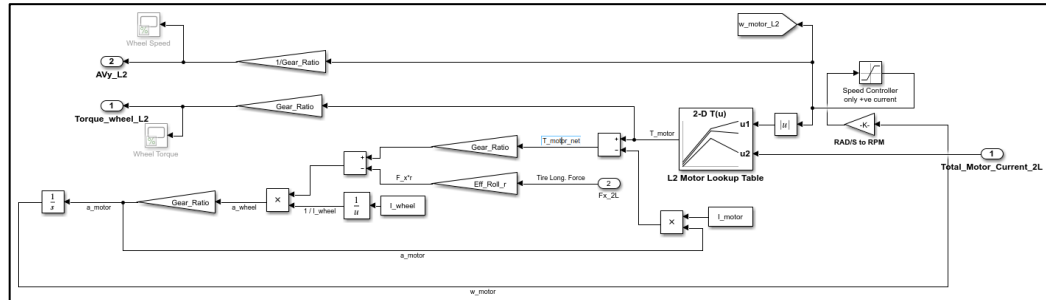 Wheel Speed
2
AVy_L2
1/Gear_Ratio
w_motor_L2
Speed Controller
only +ve current
1
Torque_wheel_L2
Gear_Ratio
Wheel Torque
T_motor
2-D T(u)
u1
u2
L2 Motor Lookup Table
|u|
-K-
RAD/S to RPM
1
Total_Motor_Current_2L
Gear_Ratio
T_motor_net
+
−
+
−
F_x*r
Eff_Roll_r
Tire Long. Force
2
Fx_2L
1
s
a_motor
Gear_Ratio
a_wheel
×
1 / I_wheel
1
u
I_wheel
×
I_motor
a_motor
w_motor